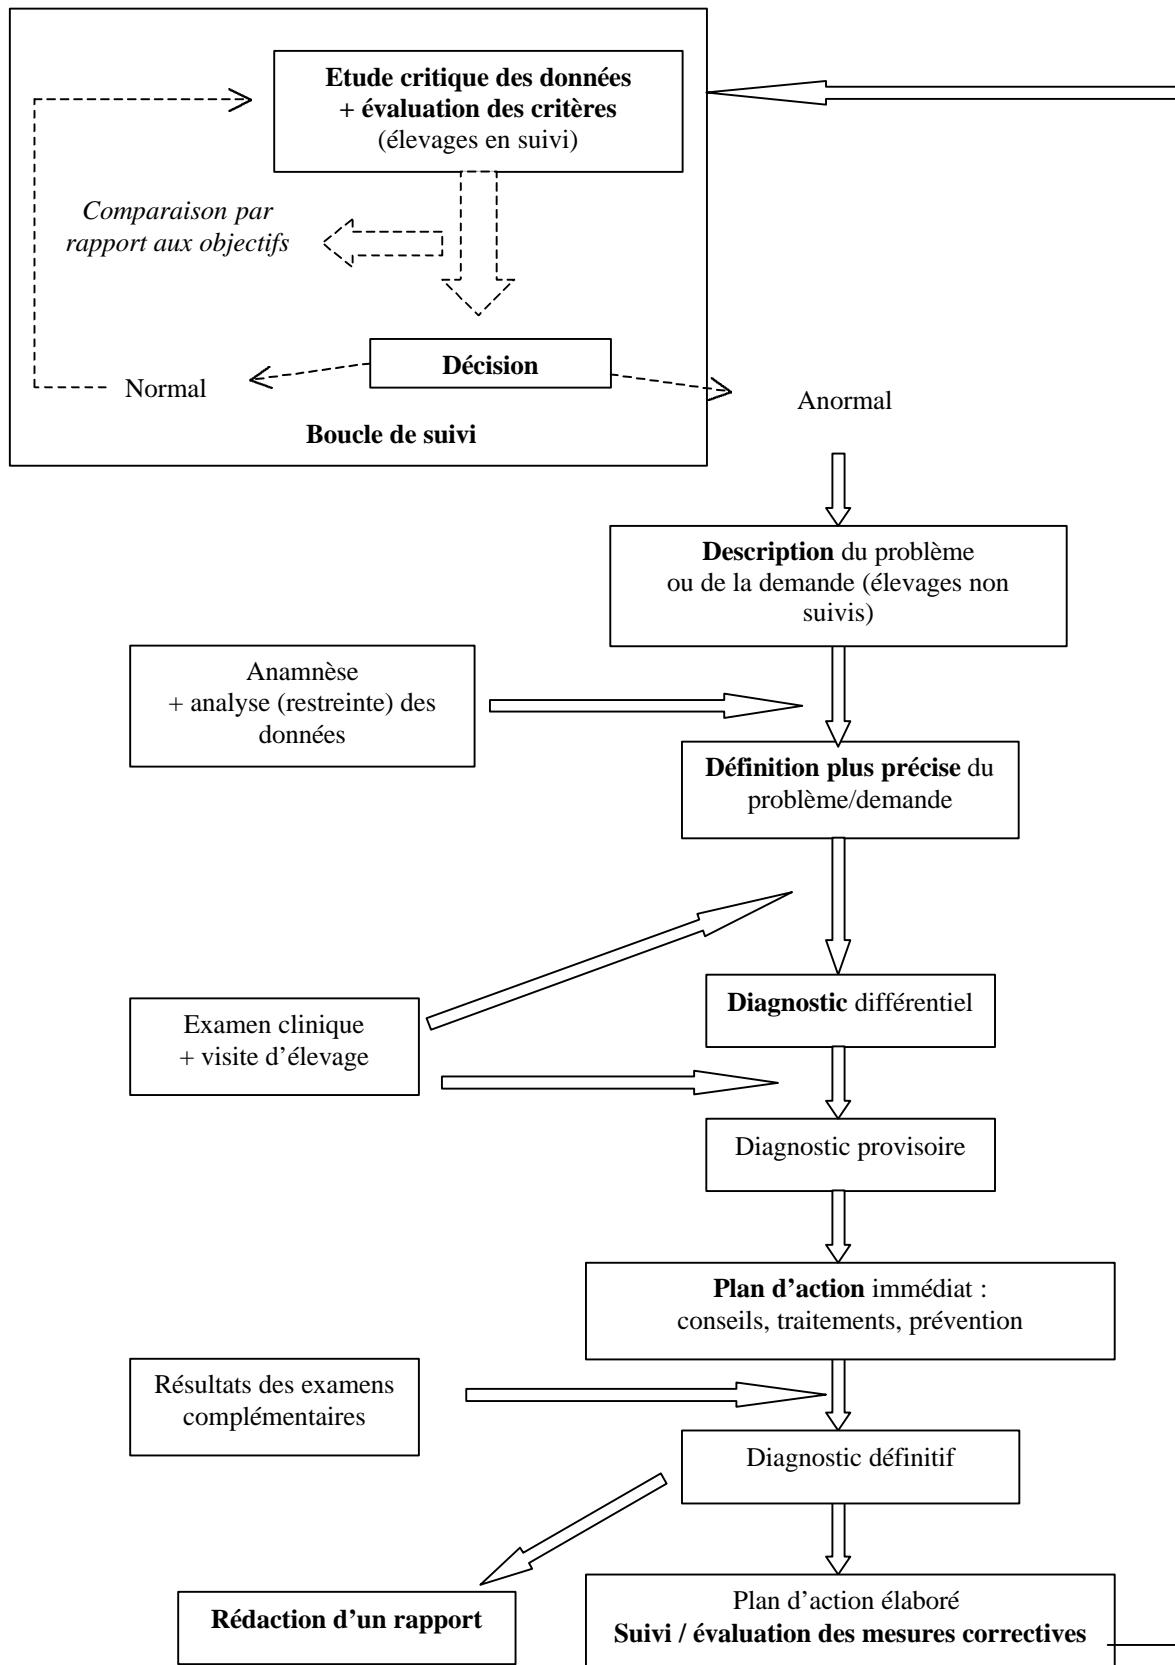 Etude critique des données
+ évaluation des critères
(élevages en suivi)
Comparaison par
rapport aux objectifs
Décision
Normal
Anormal
Boucle de suivi
Description du problème
ou de la demande (élevages non
suivis)
Anamnèse
+ analyse (restreinte) des
données
Définition plus précise du
problème/demande
Diagnostic différentiel
Examen clinique
+ visite d’élevage
Diagnostic provisoire
Plan d’action immédiat :
conseils, traitements, prévention
Résultats des examens
complémentaires
Diagnostic définitif
Rédaction d’un rapport
Plan d’action élaboré
Suivi / évaluation des mesures correctives